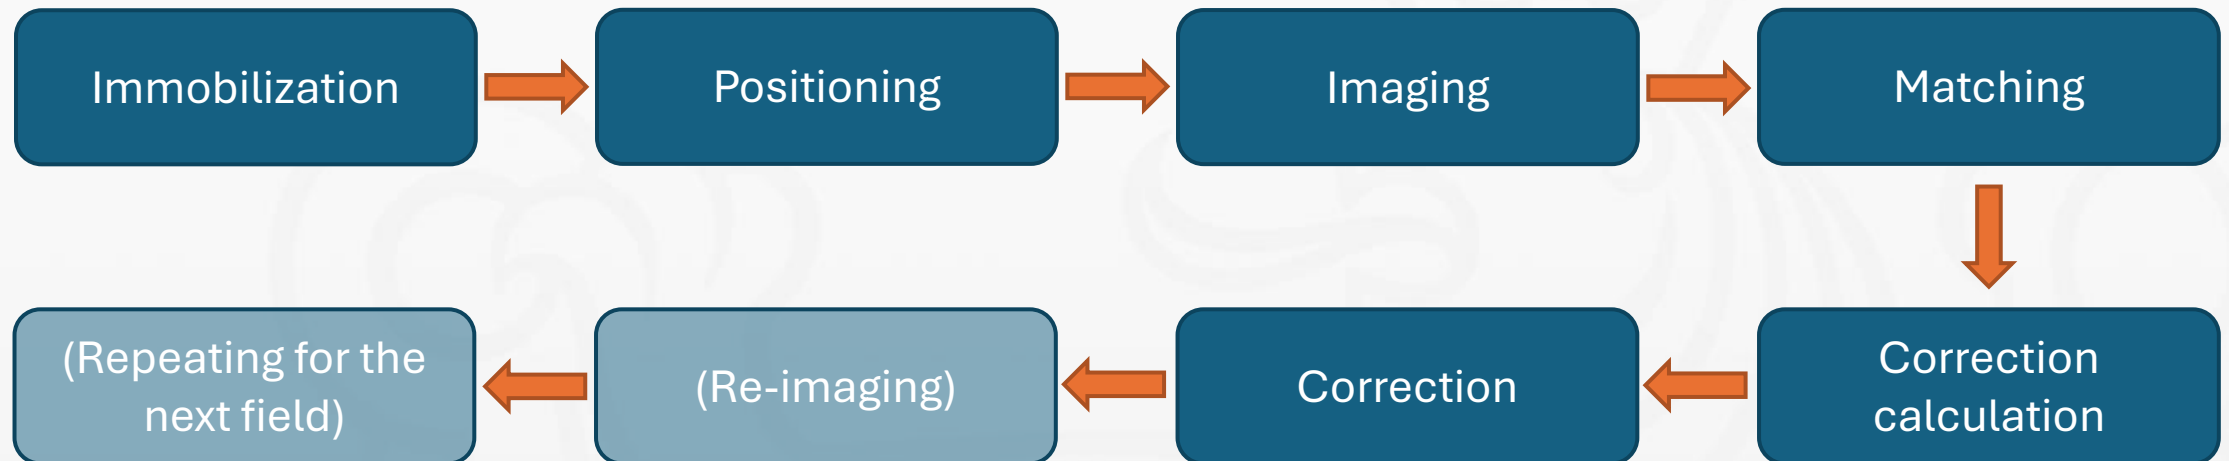 Immobilization
Positioning
Imaging
Matching
Correction
calculation
Correction
(Re-imaging)
(Repeating for the
next field)